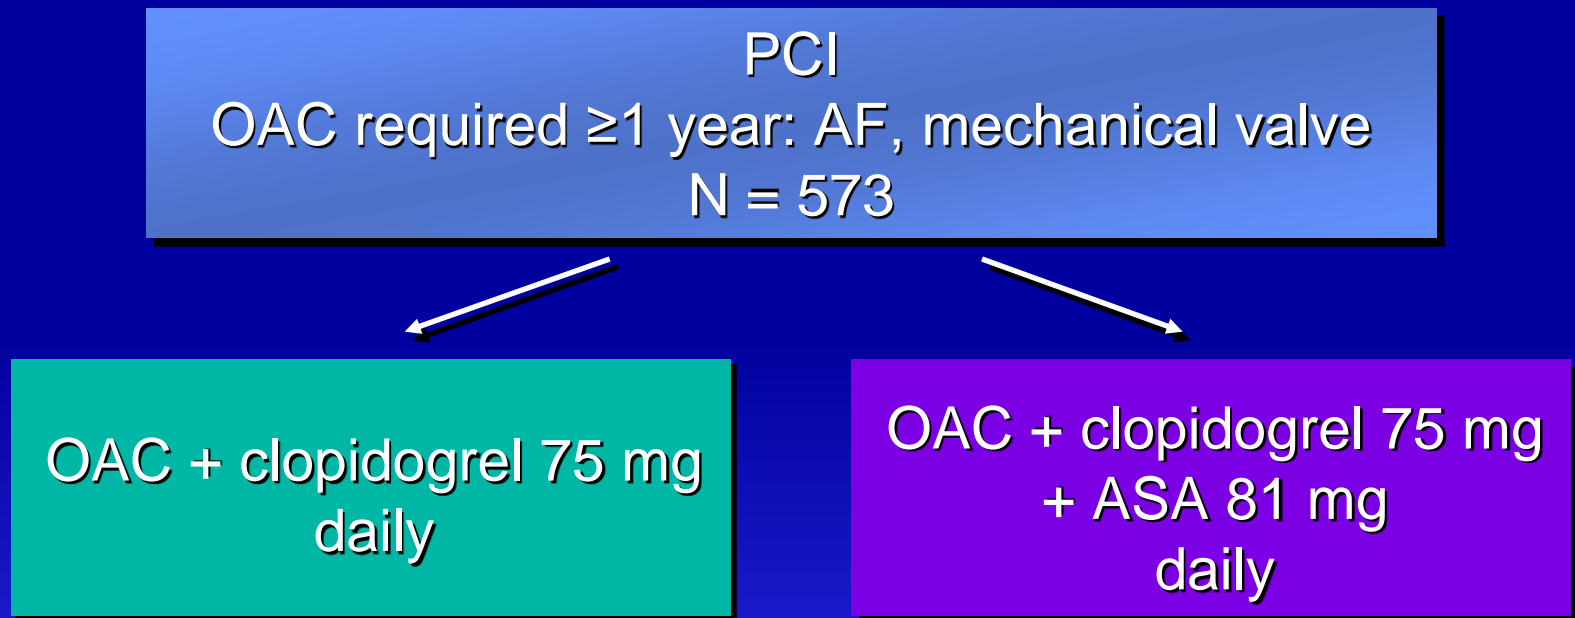 PCI
OAC required ≥1 year: AF, mechanical valve
N = 573
OAC + clopidogrel 75 mg
daily
OAC + clopidogrel 75 mg
+ ASA 81 mg
daily